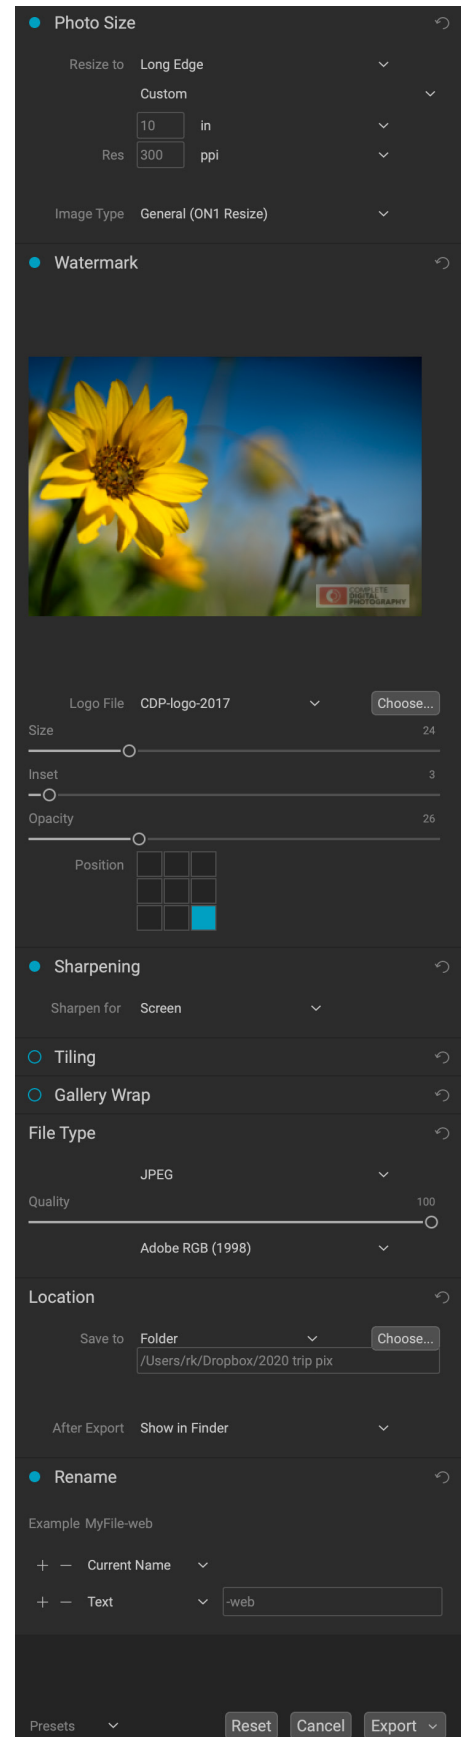 Photo Size
Resize to Long Edge
Custom
10 in
Res 300 ppi
Image Type General (ON1 Resize)
Watermark
COMPLETE
DIGITAL
PHOTOGRAPHY
Logo File CDP-logo-2017 Choose...
Size 24
Inset 3
Opacity 26
Position
Sharpening
Sharpen for Screen
Tiling
Gallery Wrap
File Type
JPEG
Quality 100
Adobe RGB (1998)
Location
Save to Folder Choose...
/Users/rk/Dropbox/2020 trip pix
After Export Show in Finder
Rename
Example MyFile-web
+ − Current Name
+ − Text -web
Presets Reset Cancel Export